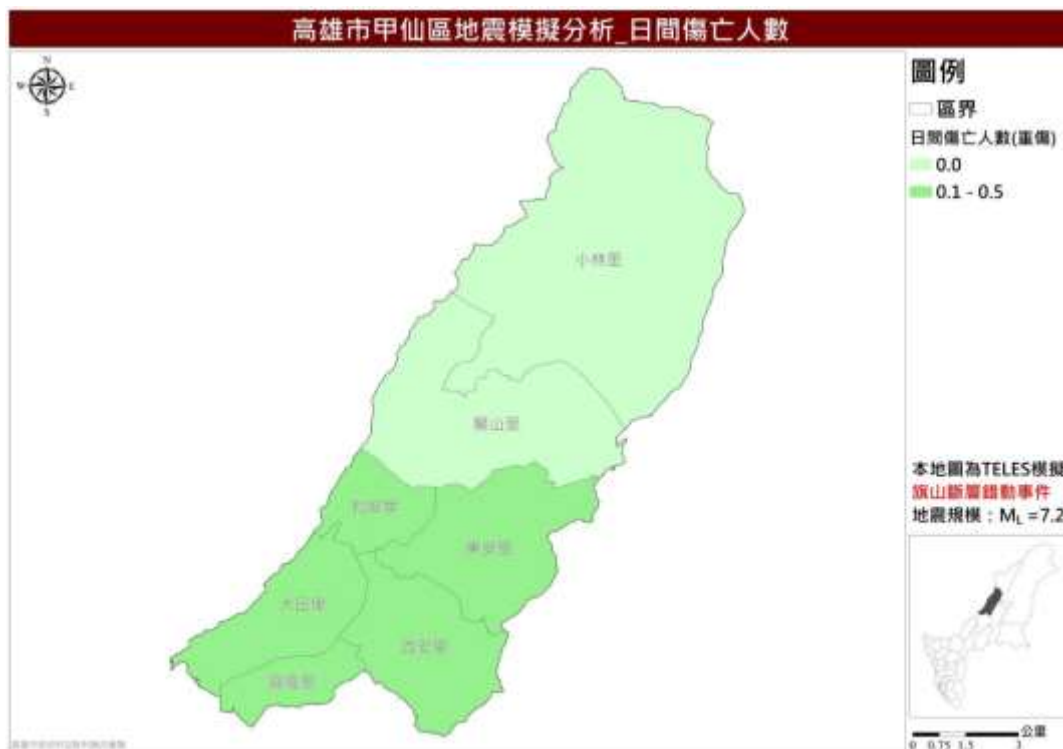 高雄市甲仙區地震模擬分析_日間傷亡人數
N
W
E
S
圖例
區界
日間傷亡人數(重傷)
0.0
0.1 - 0.5
小林里
關山里
和安里
東安里
大田里
西安里
寶隆里
本地圖為TELES模擬
旗山斷層錯動事件
地震規模：ML =7.2
公里
0 0.75 1.5 3